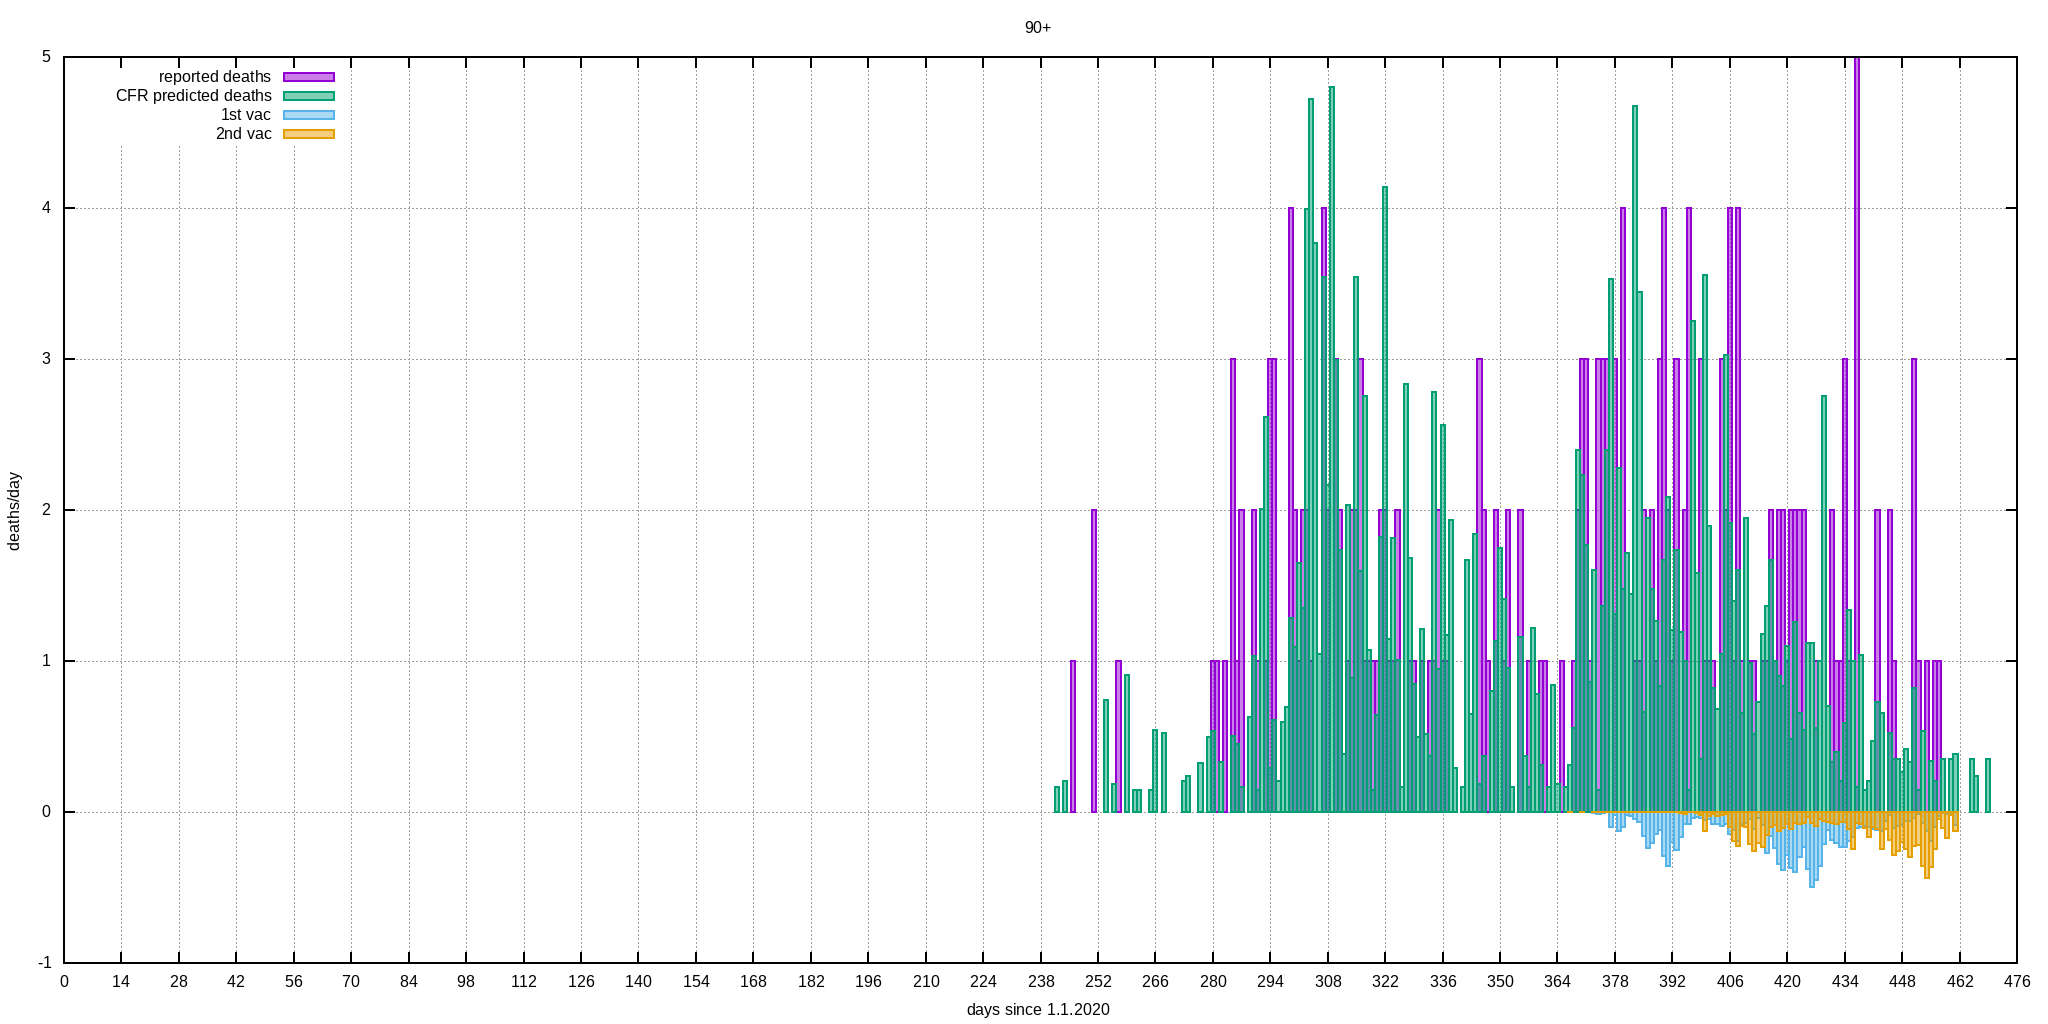 90+
5
reported deaths
CFR predicted deaths
1st vac
2nd vac
4
3
deaths/day
2
1
0
-1
0 14 28 42 56 70 84 98 112 126 140 154 168 182 196 210 224 238 252 266 280 294 308 322 336 350 364 378 392 406 420 434 448 462 476
days since 1.1.2020